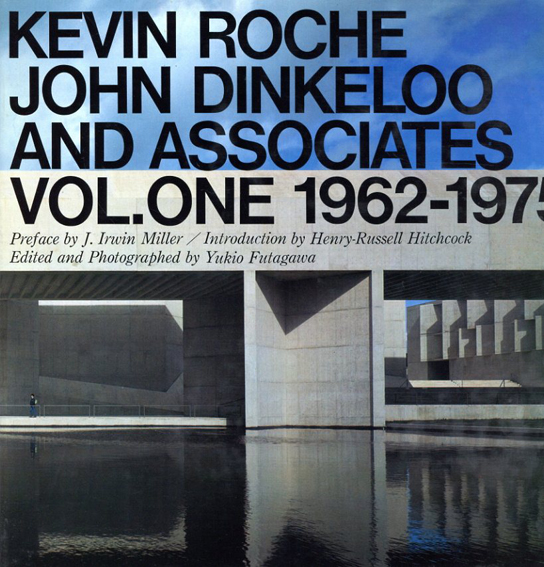 KEVIN ROCHE
JOHN DINKELOO
AND ASSOCIATES
VOL.ONE 1962-1975
Preface by J. Irwin Miller / Introduction by Henry-Russell Hitchcock
Edited and Photographed by Yukio Futagawa